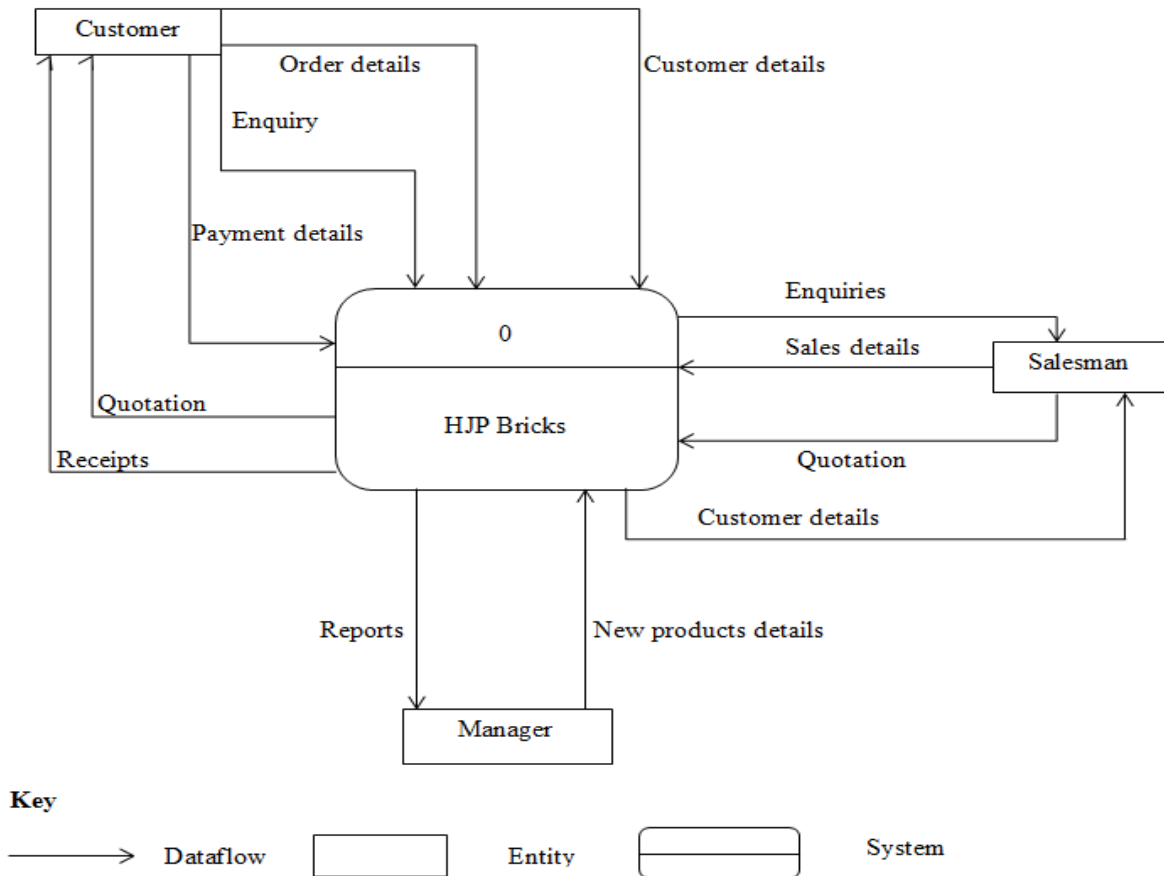 Customer
Order details
Customer details
Enquiry
Payment details
Enquiries
0
Sales details
Salesman
Quotation
HJP Bricks
Receipts
Quotation
Customer details
Reports
New products details
Manager
Key
Dataflow
Entity
System